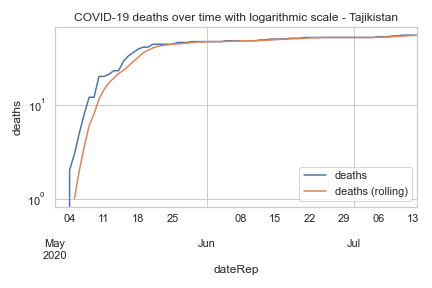 COVID-19 deaths over time with logarithmic scale - Tajikistan
deaths
10¹
10⁰
deaths
deaths (rolling)
04 11 18 25 08 15 22 29 06 13
May Jun Jul
2020
dateRep